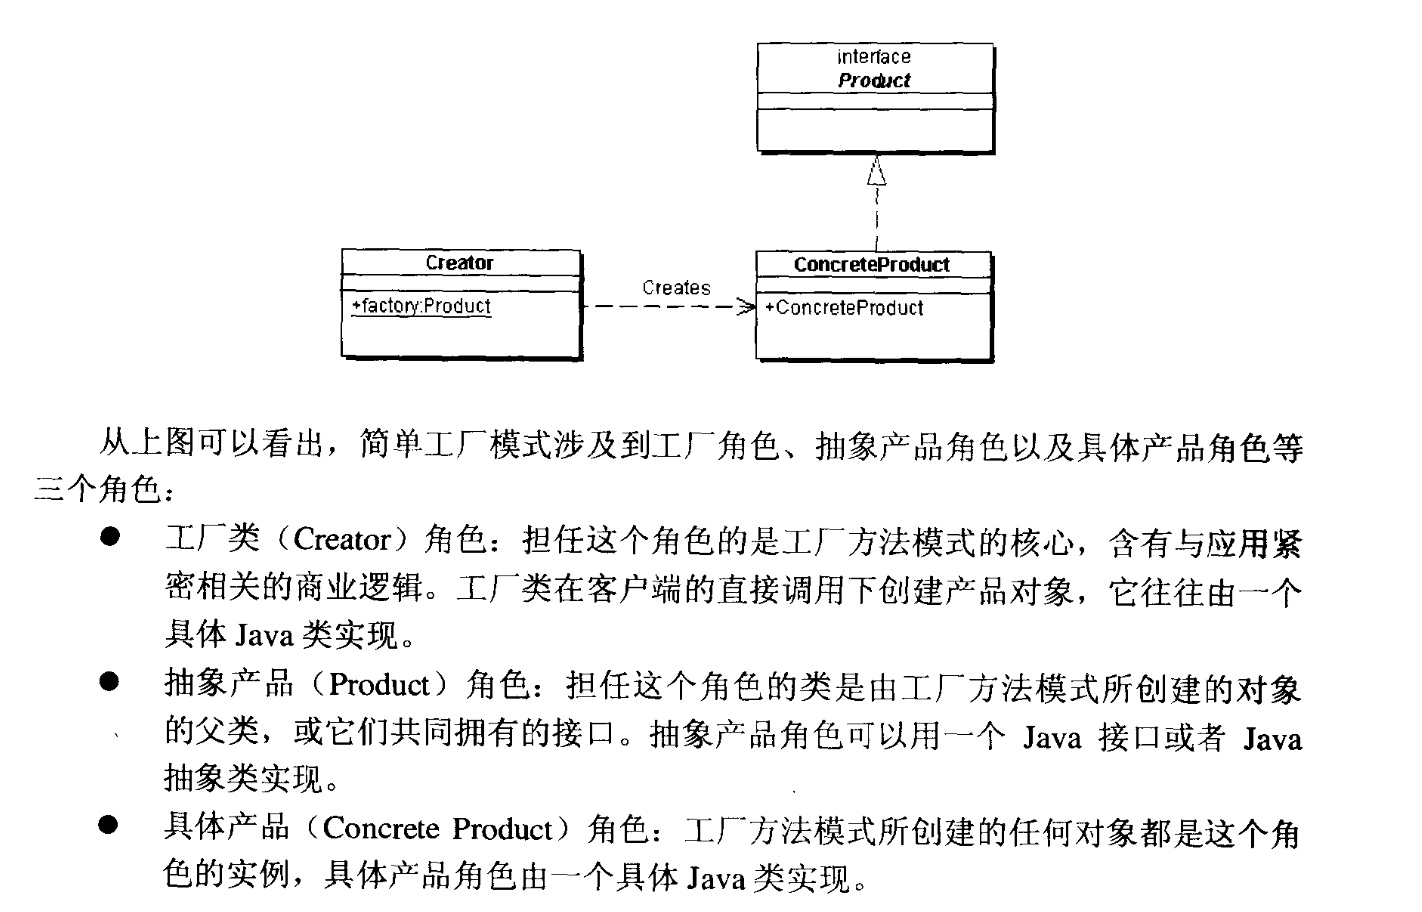 interface
Product
Creator
+factory:Product
Creates
ConcreteProduct
+ConcreteProduct
从上图可以看出，简单工厂模式涉及到工厂角色、抽象产品角色以及具体产品角色等
三个角色：
● 工厂类（Creator）角色：担任这个角色的是工厂方法模式的核心，含有与应用紧
密相关的商业逻辑。工厂类在客户端的直接调用下创建产品对象，它往往由一个
具体 Java 类实现。
● 抽象产品（Product）角色：担任这个角色的类是由工厂方法模式所创建的对象
的父类，或它们共同拥有的接口。抽象产品角色可以用一个 Java 接口或者 Java
抽象类实现。
● 具体产品（Concrete Product）角色：工厂方法模式所创建的任何对象都是这个角
色的实例，具体产品角色由一个具体 Java 类实现。